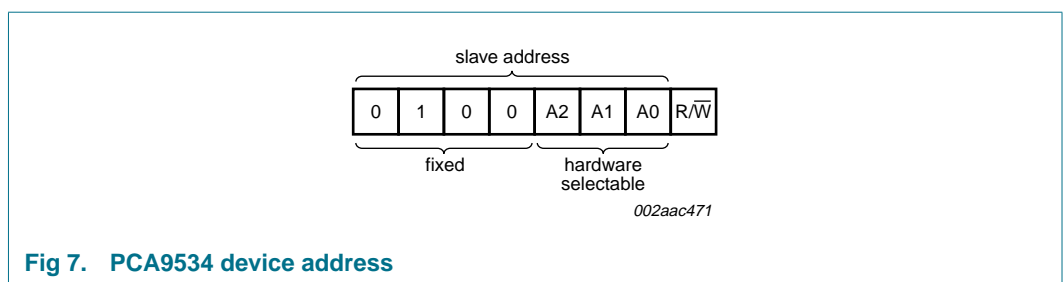 slave address
0 1 0 0 A2 A1 A0 R/W̅
fixed
hardware
selectable
002aac471
Fig 7. PCA9534 device address